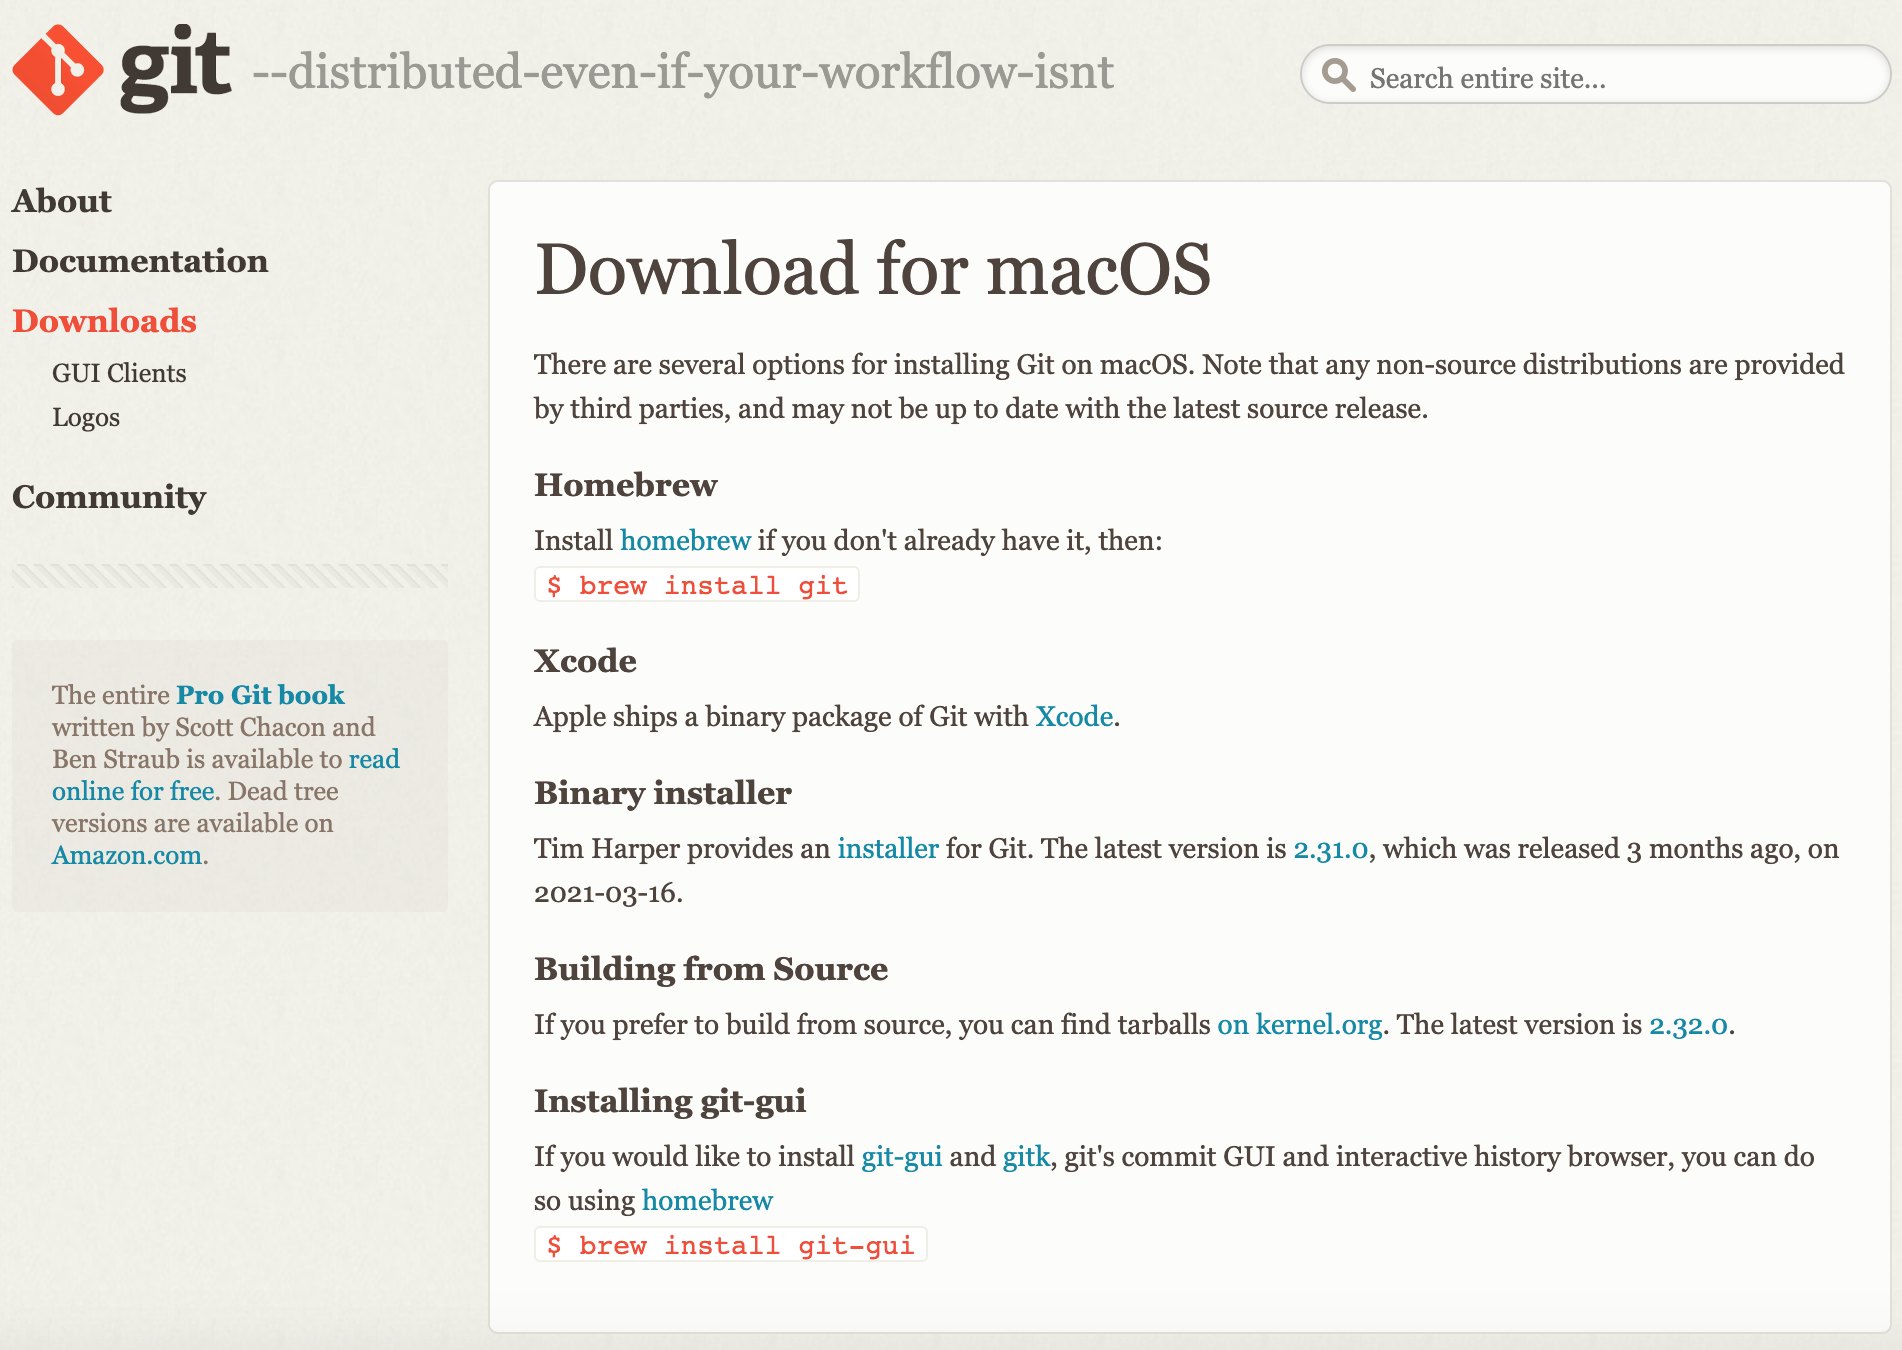 git --distributed-even-if-your-workflow-isnt
Search entire site...
About
Documentation
Downloads
GUI Clients
Logos
Community
The entire Pro Git book
written by Scott Chacon and
Ben Straub is available to read
online for free. Dead tree
versions are available on
Amazon.com.
Download for macOS
There are several options for installing Git on macOS. Note that any non-source distributions are provided
by third parties, and may not be up to date with the latest source release.
Homebrew
Install homebrew if you don't already have it, then:
$ brew install git
Xcode
Apple ships a binary package of Git with Xcode.
Binary installer
Tim Harper provides an installer for Git. The latest version is 2.31.0, which was released 3 months ago, on
2021-03-16.
Building from Source
If you prefer to build from source, you can find tarballs on kernel.org. The latest version is 2.32.0.
Installing git-gui
If you would like to install git-gui and gitk, git's commit GUI and interactive history browser, you can do
so using homebrew
$ brew install git-gui